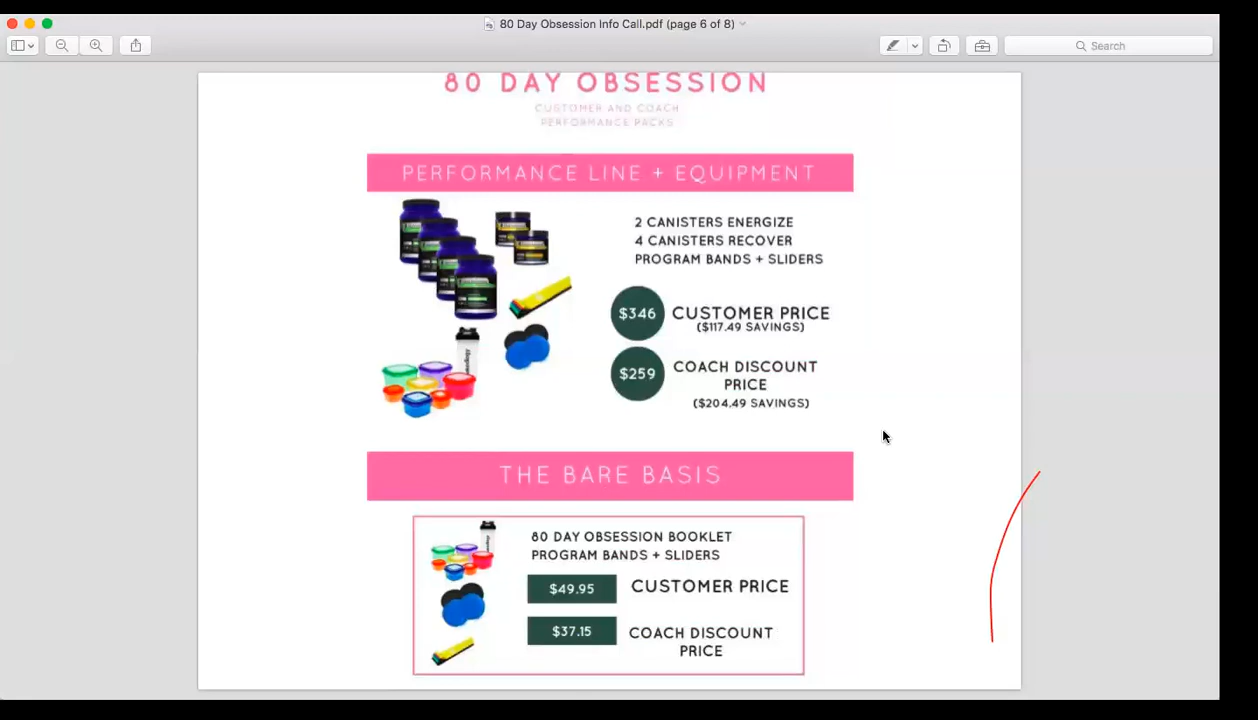 80 Day Obsession Info Call.pdf (page 6 of 8)
Search
80 DAY OBSESSION
CUSTOMER AND COACH
PERFORMANCE PACKS
PERFORMANCE LINE + EQUIPMENT
2 CANISTERS ENERGIZE
4 CANISTERS RECOVER
PROGRAM BANDS + SLIDERS
$346
CUSTOMER PRICE
($117.49 SAVINGS)
$259
COACH DISCOUNT
PRICE
($204.49 SAVINGS)
THE BARE BASIS
80 DAY OBSESSION BOOKLET
PROGRAM BANDS + SLIDERS
$49.95
CUSTOMER PRICE
$37.15
COACH DISCOUNT
PRICE